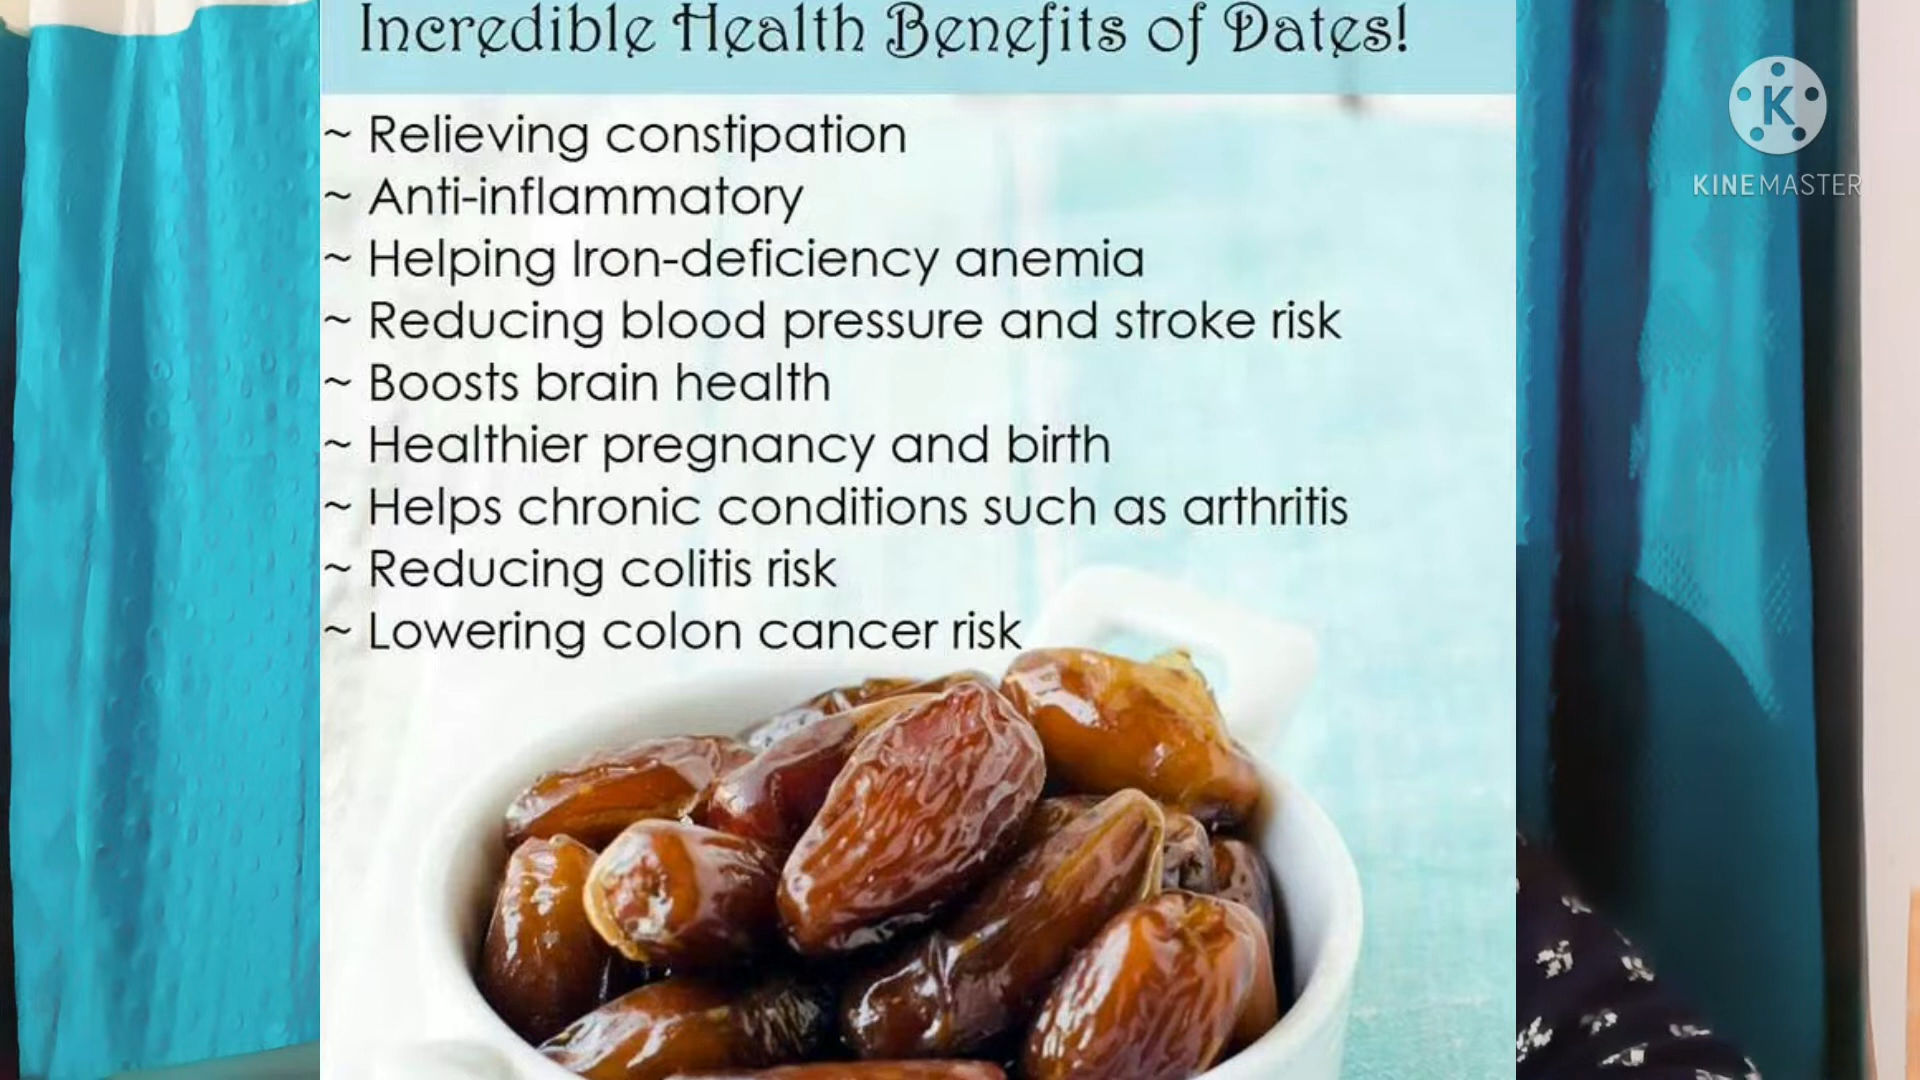 Incredible Health Benefits of Dates!
~ Relieving constipation
~ Anti-inflammatory
~ Helping Iron-deficiency anemia
~ Reducing blood pressure and stroke risk
~ Boosts brain health
~ Healthier pregnancy and birth
~ Helps chronic conditions such as arthritis
~ Reducing colitis risk
~ Lowering colon cancer risk
K
KINEMASTER